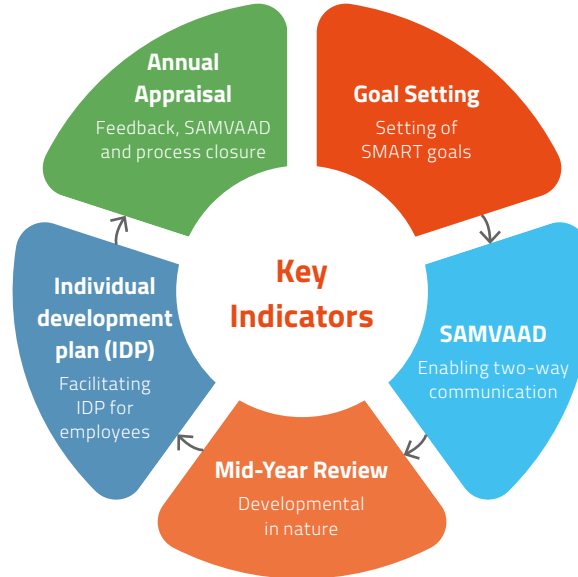 Key
Indicators
Goal Setting
Setting of
SMART goals
SAMVAAD
Enabling two-way
communication
Mid-Year Review
Developmental
in nature
Individual
development
plan (IDP)
Facilitating
IDP for
employees
Annual
Appraisal
Feedback, SAMVAAD
and process closure